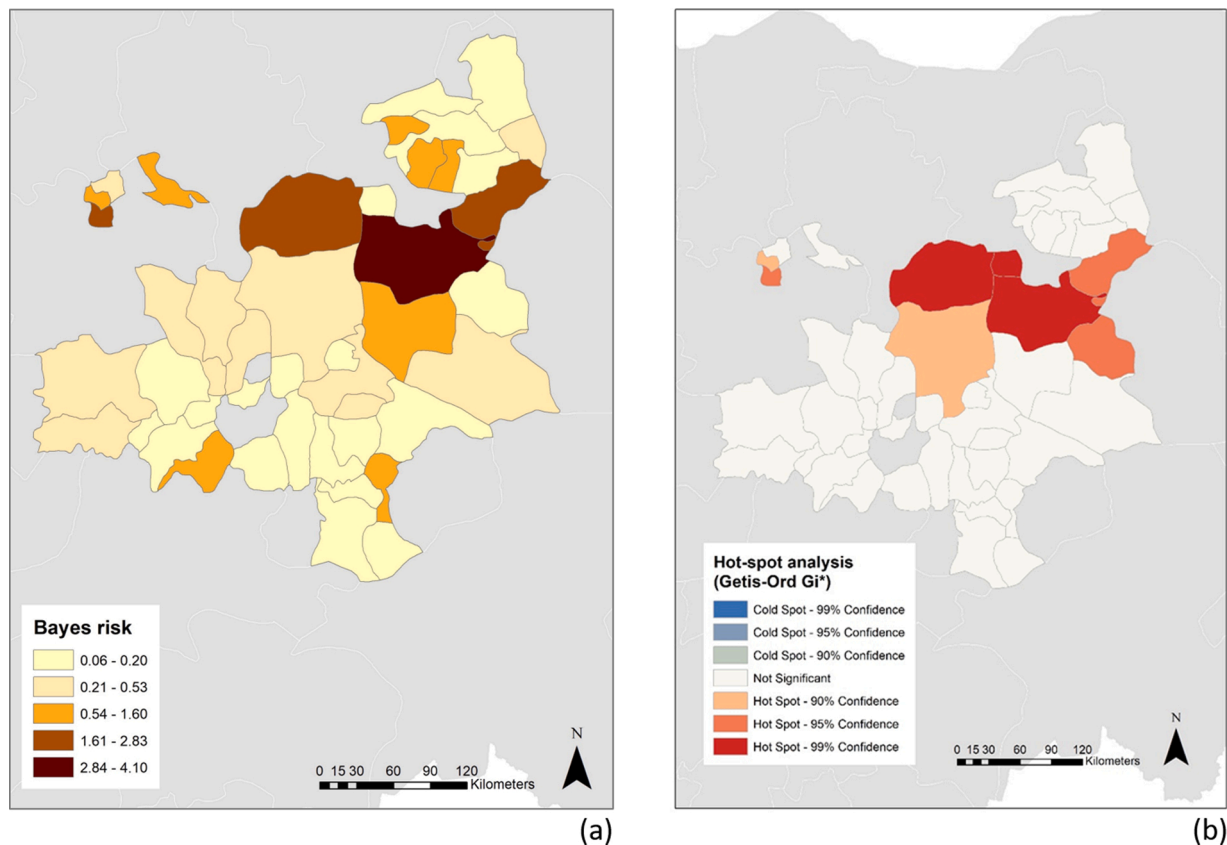 Bayes risk
0.06 - 0.20
0.21 - 0.53
0.54 - 1.60
1.61 - 2.83
2.84 - 4.10
N
0 15 30 60 90 120
Kilometers
(a)
Hot-spot analysis
(Getis-Ord Gi*)
Cold Spot - 99% Confidence
Cold Spot - 95% Confidence
Cold Spot - 90% Confidence
Not Significant
Hot Spot - 90% Confidence
Hot Spot - 95% Confidence
Hot Spot - 99% Confidence
N
0 15 30 60 90 120
Kilometers
(b)